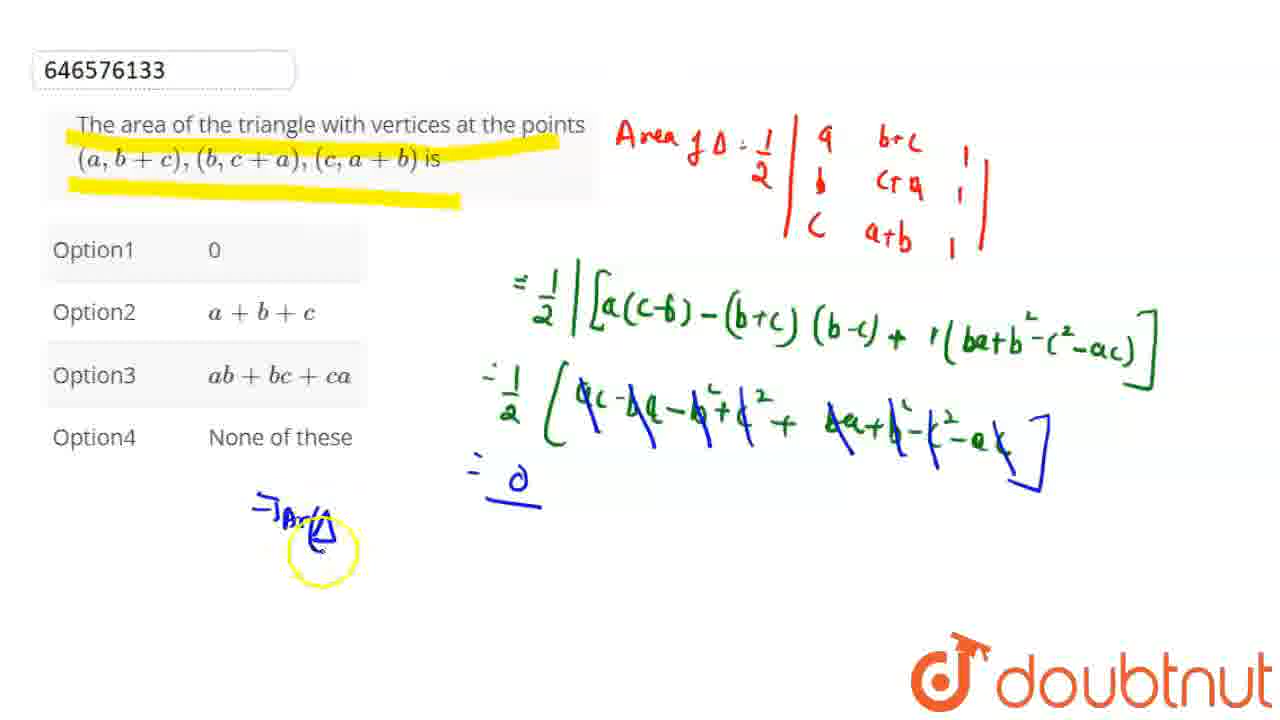 646576133
The area of the triangle with vertices at the points
(a, b + c), (b, c + a), (c, a + b) is
Option1 0
Option2 a + b + c
Option3 ab + bc + ca
Option4 None of these
Area of Δ = 1/2 | a b+c 1
b c+a 1
c a+b 1 |
= 1/2 | [a(c-b) - (b+c) (b-c) + 1(ba+b² - c² - ac)]
= 1/2 [ac - ba - b² + c² + ba + b² - c² - ac]
= 0
⇒ Ar(Δ
doubtnut